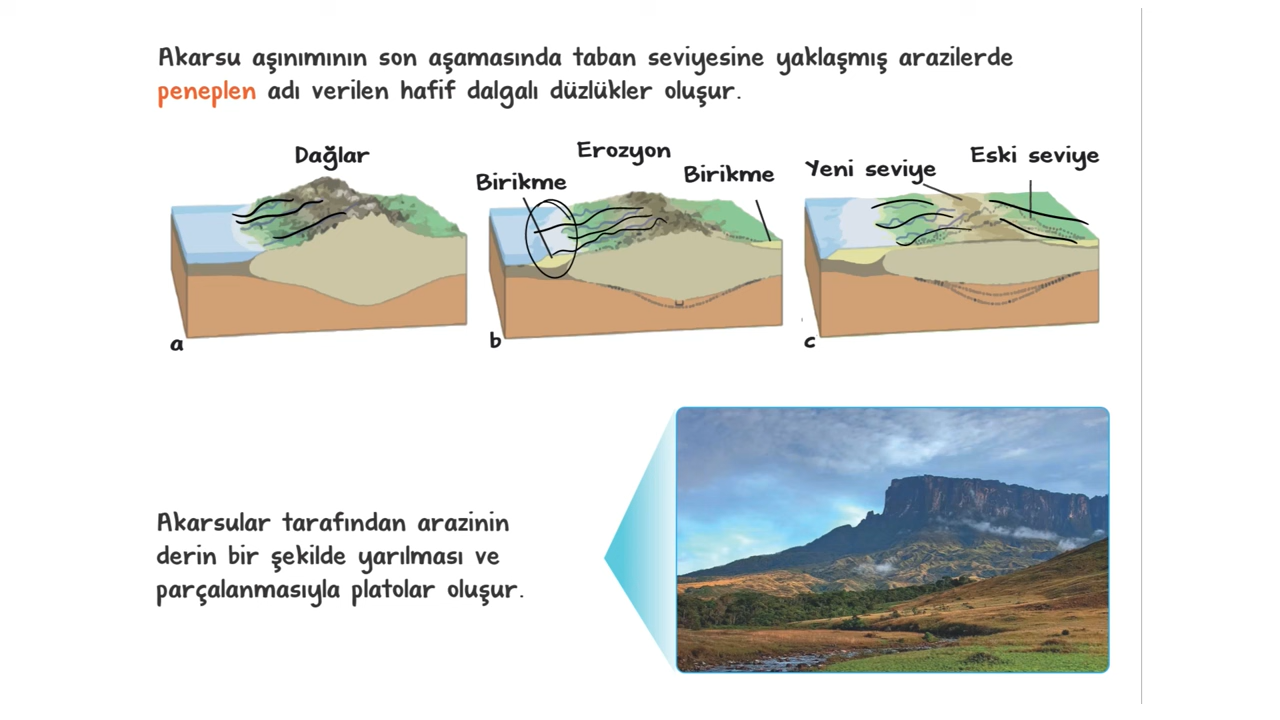 Akarsu aşınımının son aşamasında taban seviyesine yaklaşmış arazilerde
peneplen adı verilen hafif dalgalı düzlükler oluşur.
Dağlar
Erozyon
Birikme
Birikme
Yeni seviye
Eski seviye
a
b
c
Akarsular tarafından arazinin
derin bir şekilde yarılması ve
parçalanmasıyla platolar oluşur.